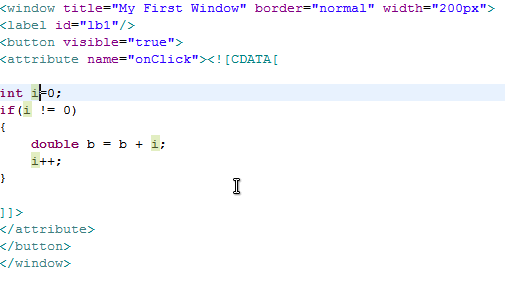 <window title="My First Window" border="normal" width="200px">
<label id="lb1"/>
<button visible="true">
<attribute name="onClick"><![CDATA[
int i=0;
if(i != 0)
{
double b = b + i;
i++;
}
]]>
</attribute>
</button>
</window>